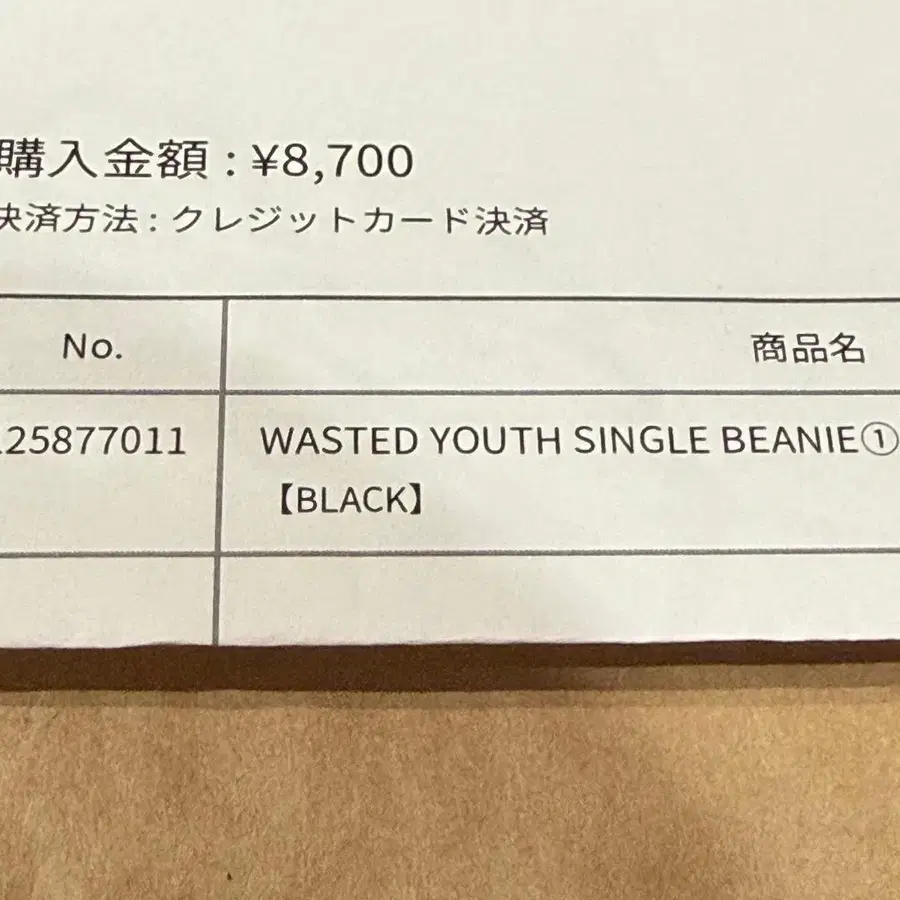 購入金額 : ¥8,700
決済方法 : クレジットカード決済
No.
商品名
25877011
WASTED YOUTH SINGLE BEANIE①
【BLACK】